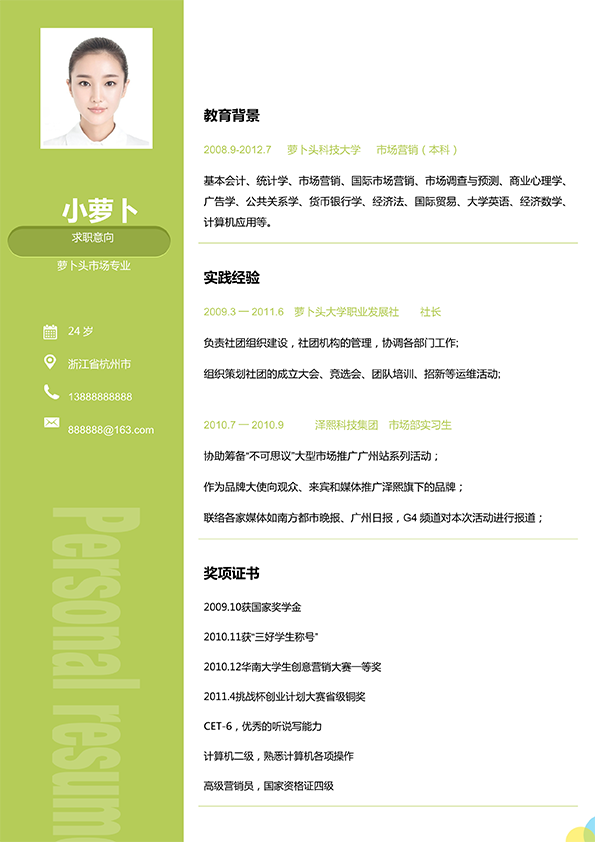 小萝卜
求职意向
萝卜头市场专业
24 岁
浙江省杭州市
13888888888
888888@163.com
Personal resume
教育背景
2008.9-2012.7 萝卜头科技大学 市场营销（本科）
基本会计、统计学、市场营销、国际市场营销、市场调查与预测、商业心理学、
广告学、公共关系学、货币银行学、经济法、国际贸易、大学英语、经济数学、
计算机应用等。
实践经验
2009.3 一 2011.6 萝卜头大学职业发展社 社长
负责社团组织建设，社团机构的管理，协调各部门工作;
组织策划社团的成立大会、竞选会、团队培训、招新等运维活动;
2010.7 一 2010.9 泽熙科技集团 市场部实习生
协助筹备“不可思议”大型市场推广广州站系列活动；
作为品牌大使向观众、来宾和媒体推广泽熙旗下的品牌；
联络各家媒体如南方都市晚报、广州日报，G4 频道对本次活动进行报道；
奖项证书
2009.10获国家奖学金
2010.11获“三好学生称号”
2010.12华南大学生创意营销大赛一等奖
2011.4挑战杯创业计划大赛省级铜奖
CET-6，优秀的听说写能力
计算机二级，熟悉计算机各项操作
高级营销员，国家资格证四级